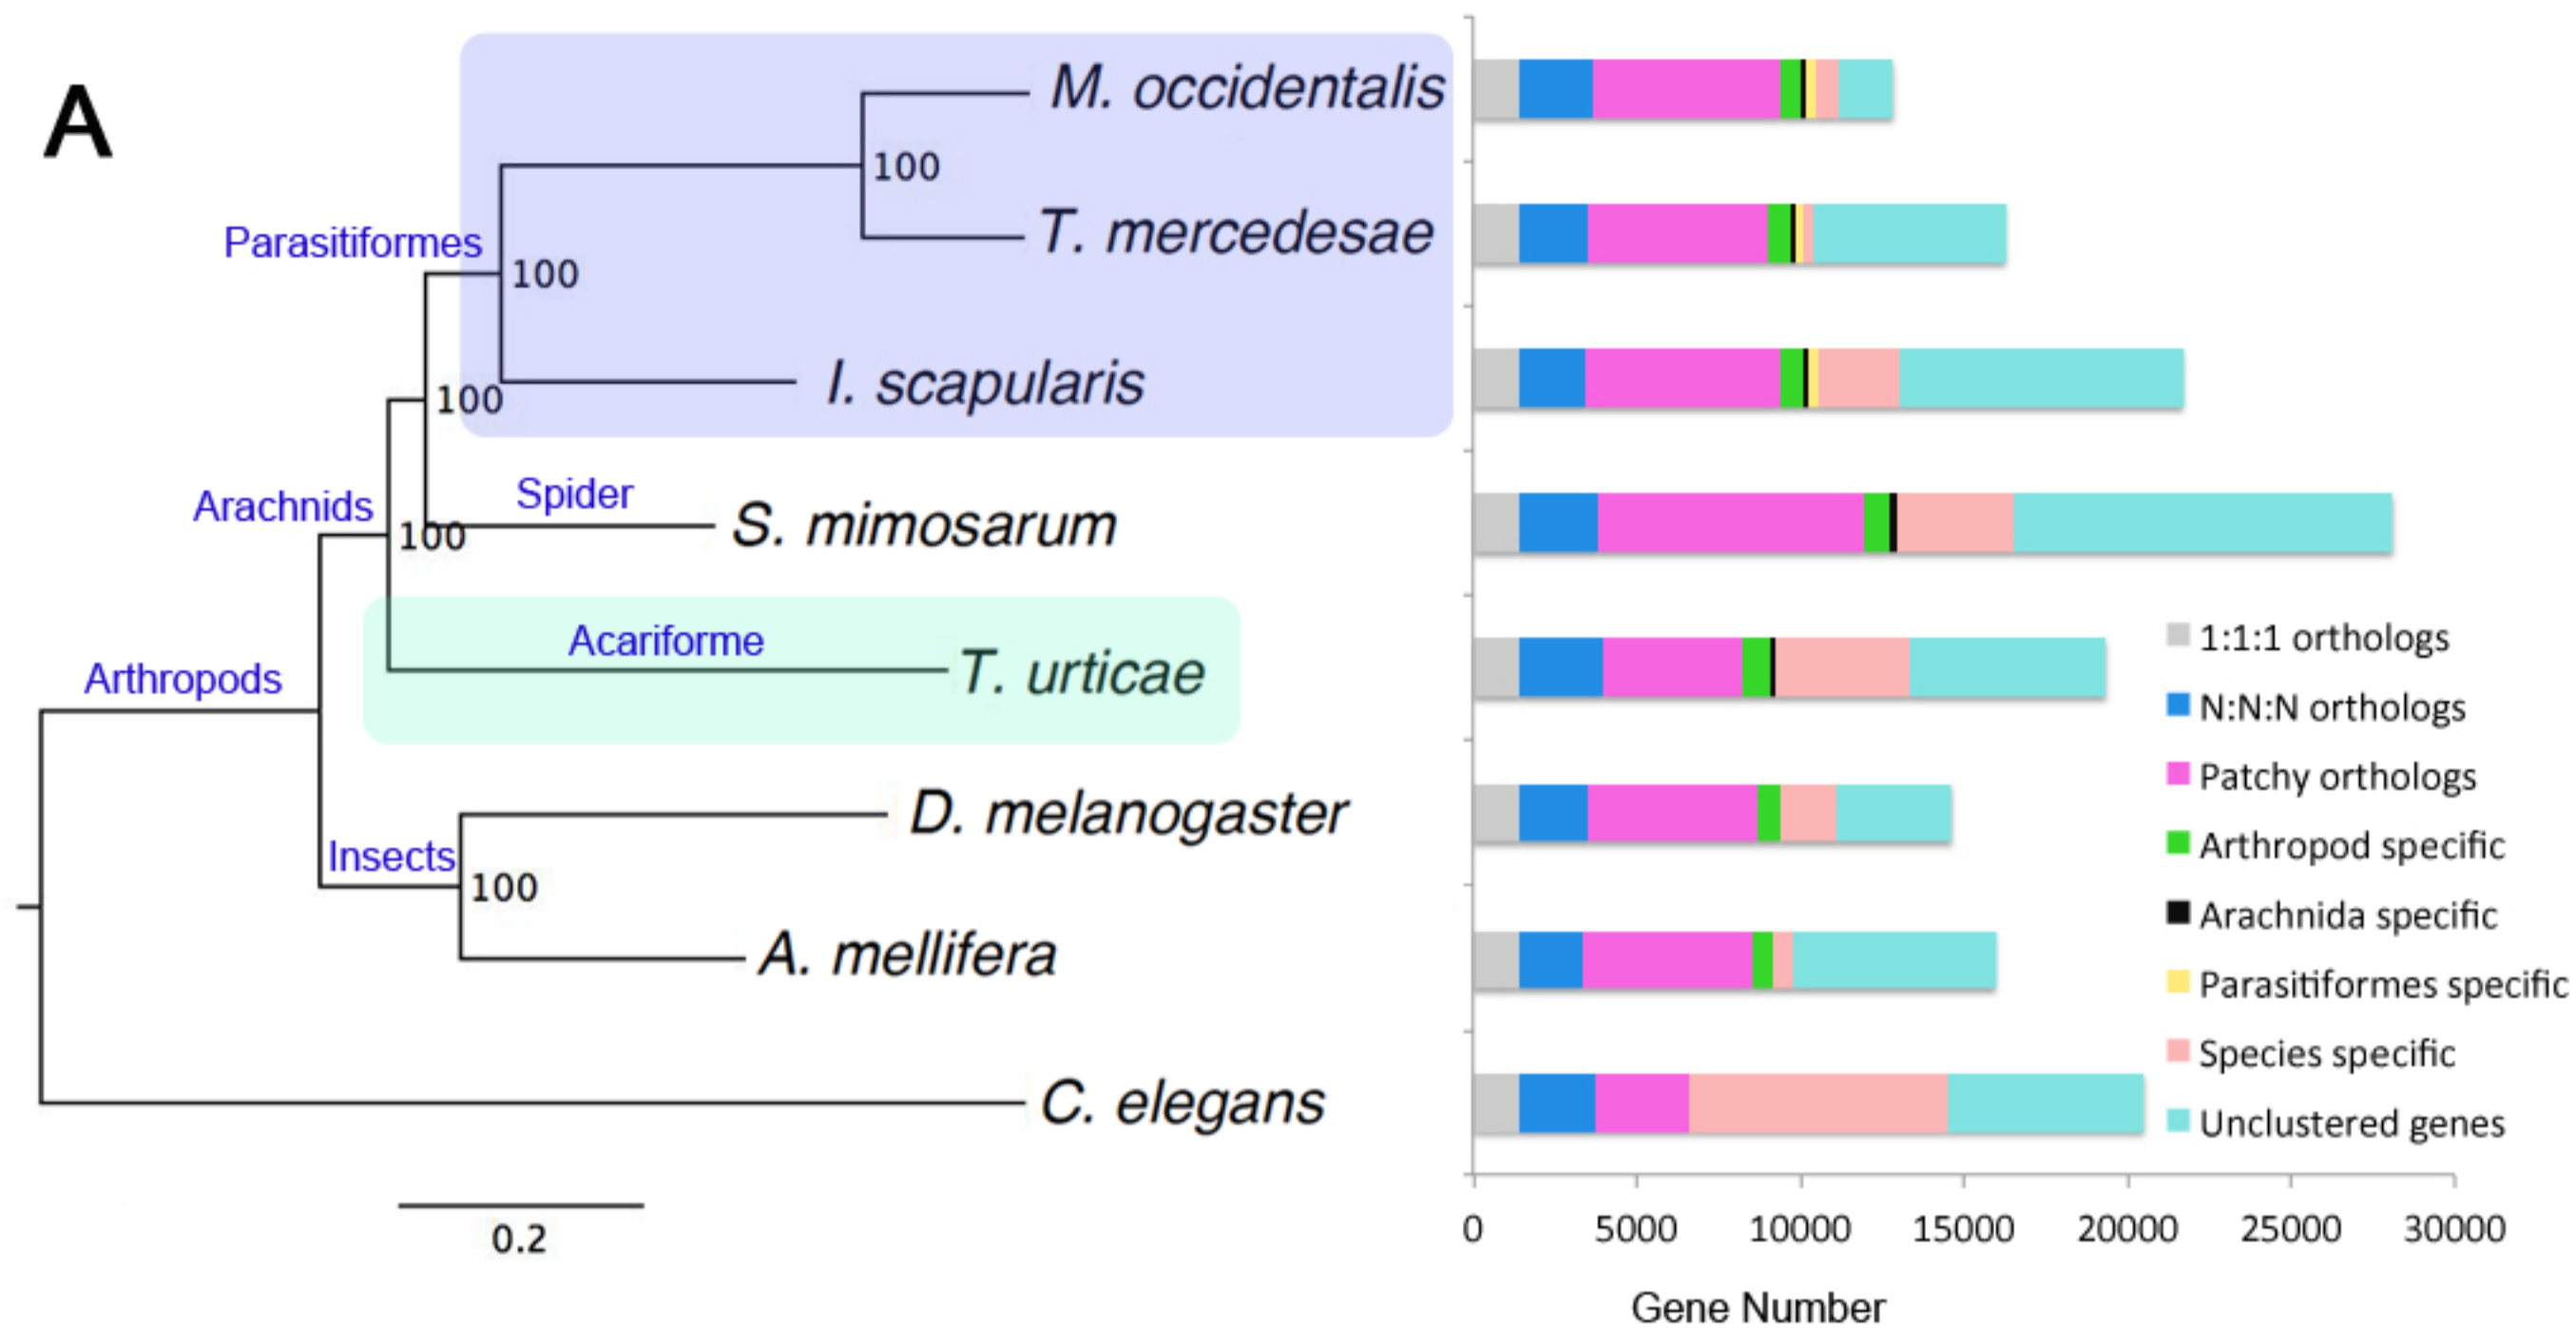 A
M. occidentalis
100
T. mercedesae
Parasitiformes
100
I. scapularis
100
Spider
Arachnids
S. mimosarum
100
Acariforme
T. urticae
Arthropods
D. melanogaster
Insects
100
A. mellifera
C. elegans
0.2
1:1:1 orthologs
N:N:N orthologs
Patchy orthologs
Arthropod specific
Arachnida specific
Parasitiformes specific
Species specific
Unclustered genes
0 5000 10000 15000 20000 25000 30000
Gene Number